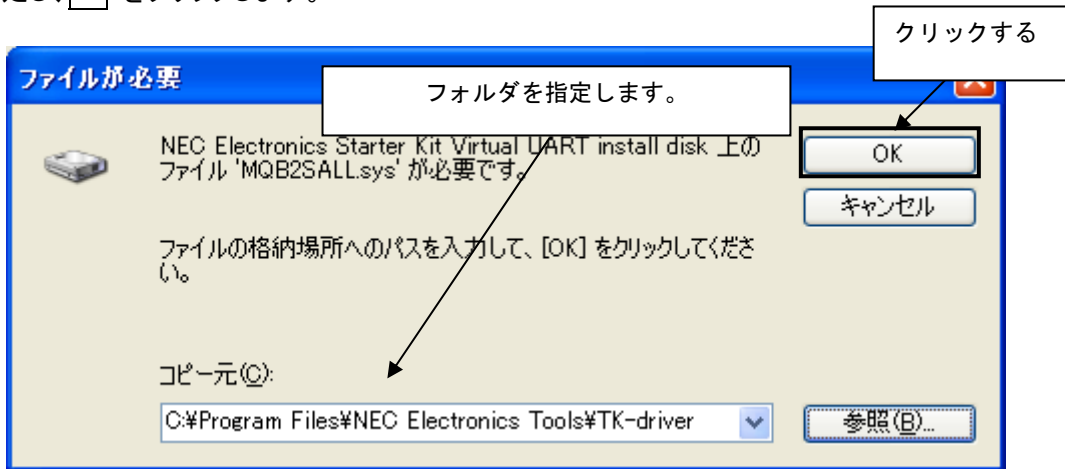 をクリックします。
クリックする
ファイルが必要
フォルダを指定します。
NEC Electronics Starter Kit Virtual UART install disk 上の
ファイル 'MQB2SALL.sys' が必要です。
OK
キャンセル
ファイルの格納場所へのパスを入力して、[OK] をクリックしてくださ
い。
コピー元(C):
C:¥Program Files¥NEC Electronics Tools¥TK-driver
参照(B)...